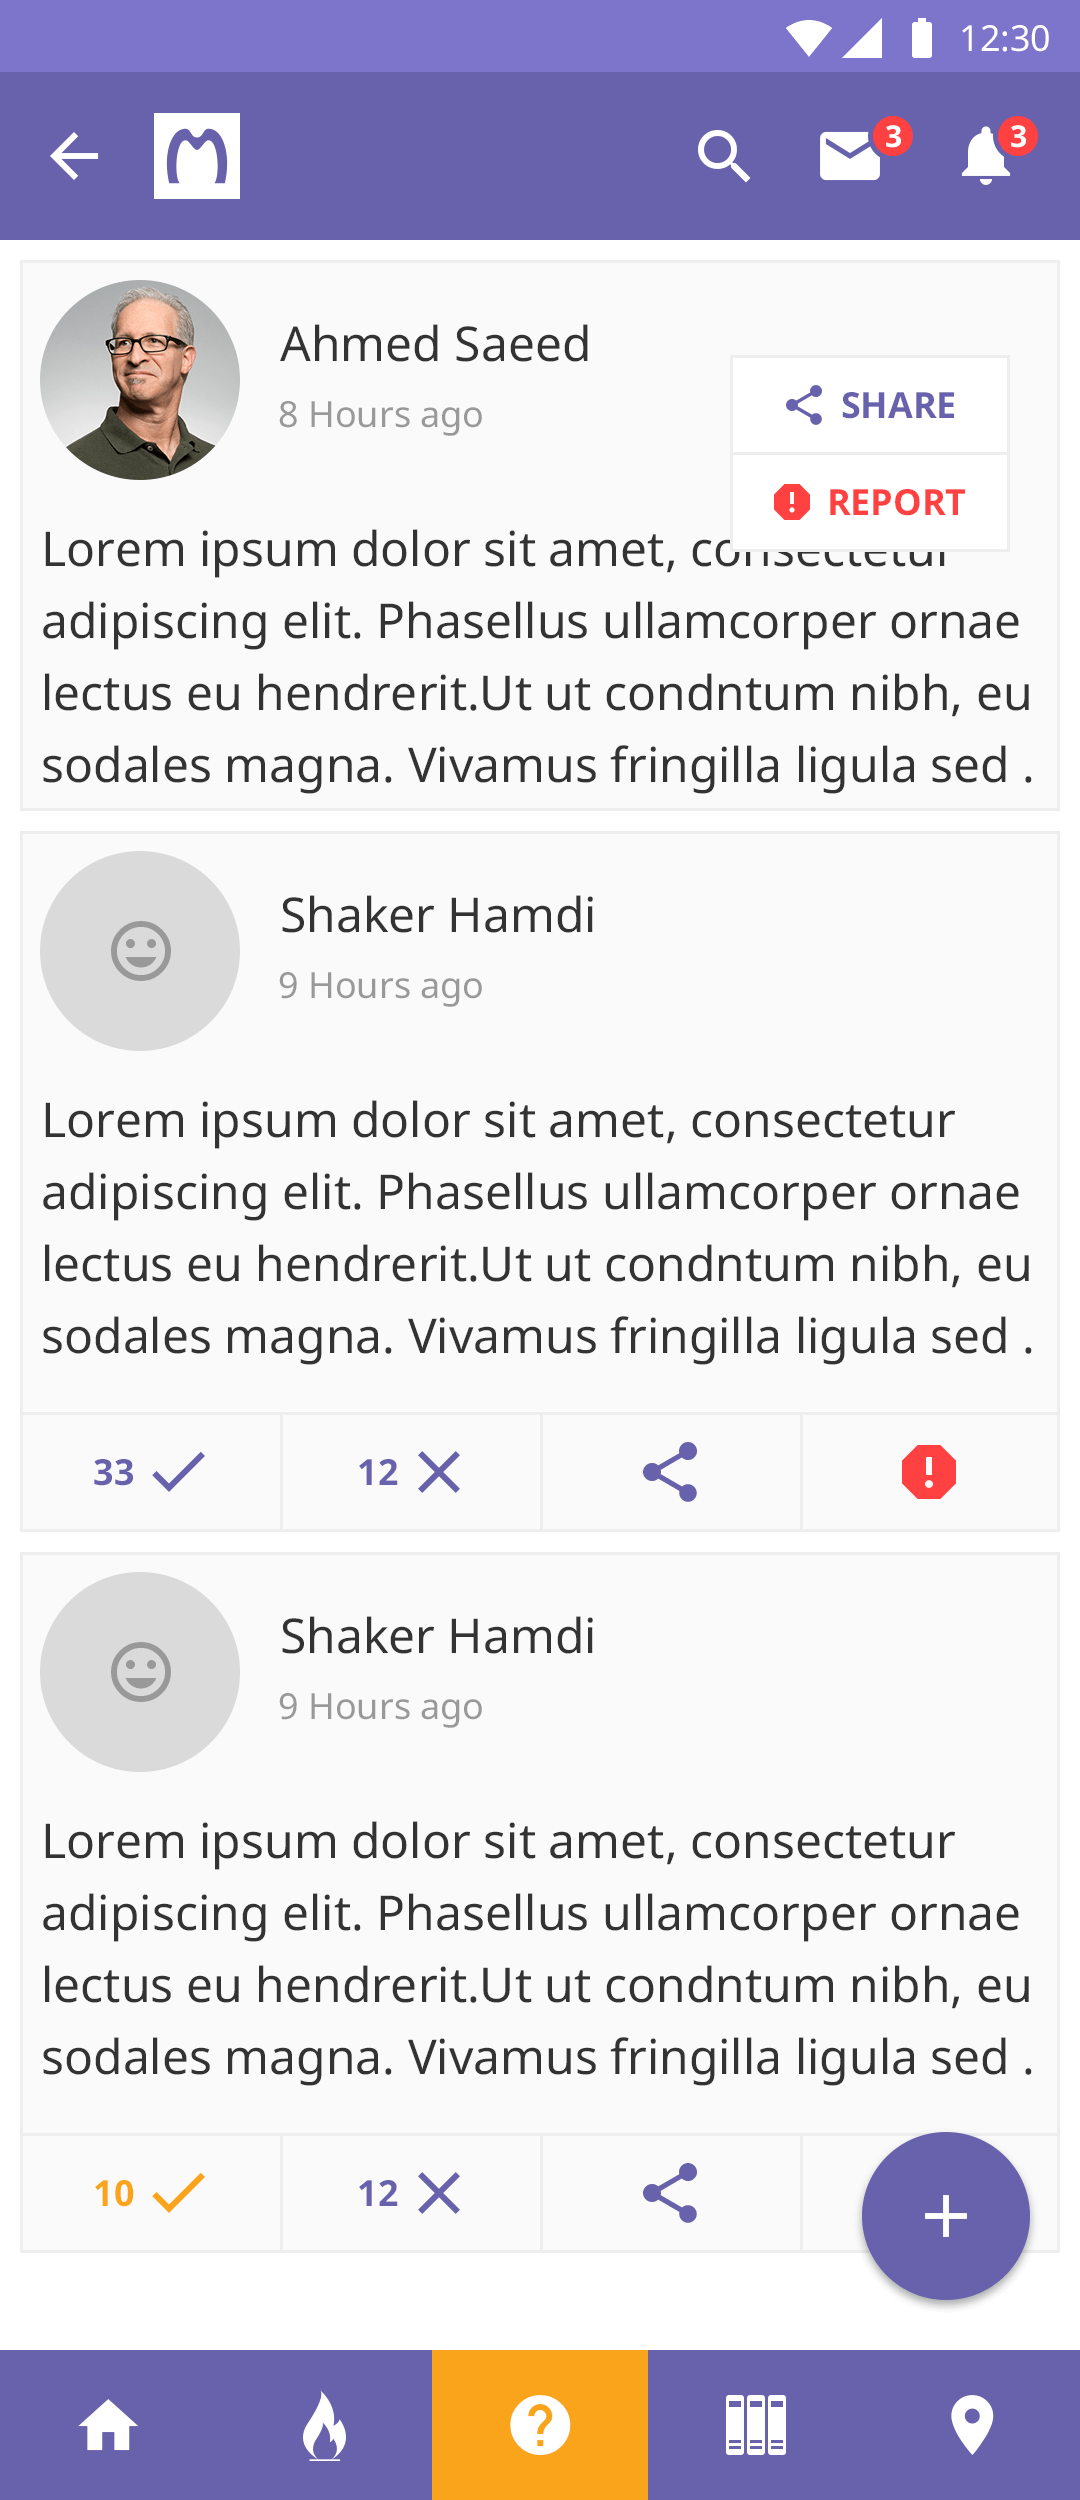 12:30
3
3
Ahmed Saeed
8 Hours ago
SHARE
REPORT
Lorem ipsum dolor sit amet, consectetur
adipiscing elit. Phasellus ullamcorper ornae
lectus eu hendrerit.Ut ut condntum nibh, eu
sodales magna. Vivamus fringilla ligula sed .
Shaker Hamdi
9 Hours ago
Lorem ipsum dolor sit amet, consectetur
adipiscing elit. Phasellus ullamcorper ornae
lectus eu hendrerit.Ut ut condntum nibh, eu
sodales magna. Vivamus fringilla ligula sed .
33
12
Shaker Hamdi
9 Hours ago
Lorem ipsum dolor sit amet, consectetur
adipiscing elit. Phasellus ullamcorper ornae
lectus eu hendrerit.Ut ut condntum nibh, eu
sodales magna. Vivamus fringilla ligula sed .
10
12